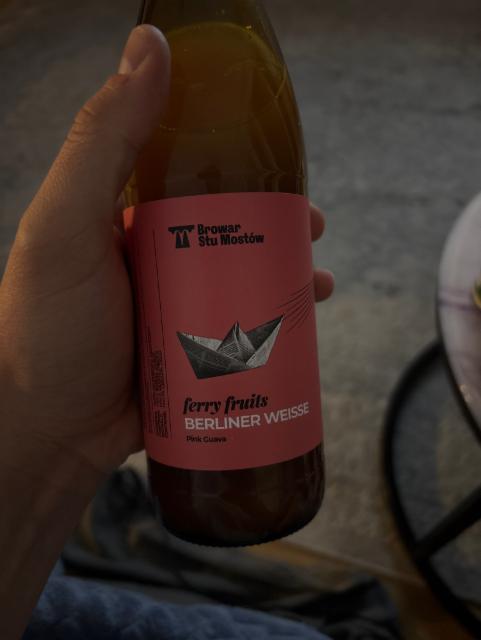 Browar
Stu Mostów
ferry fruits
BERLINER WEISSE
Pink Guava